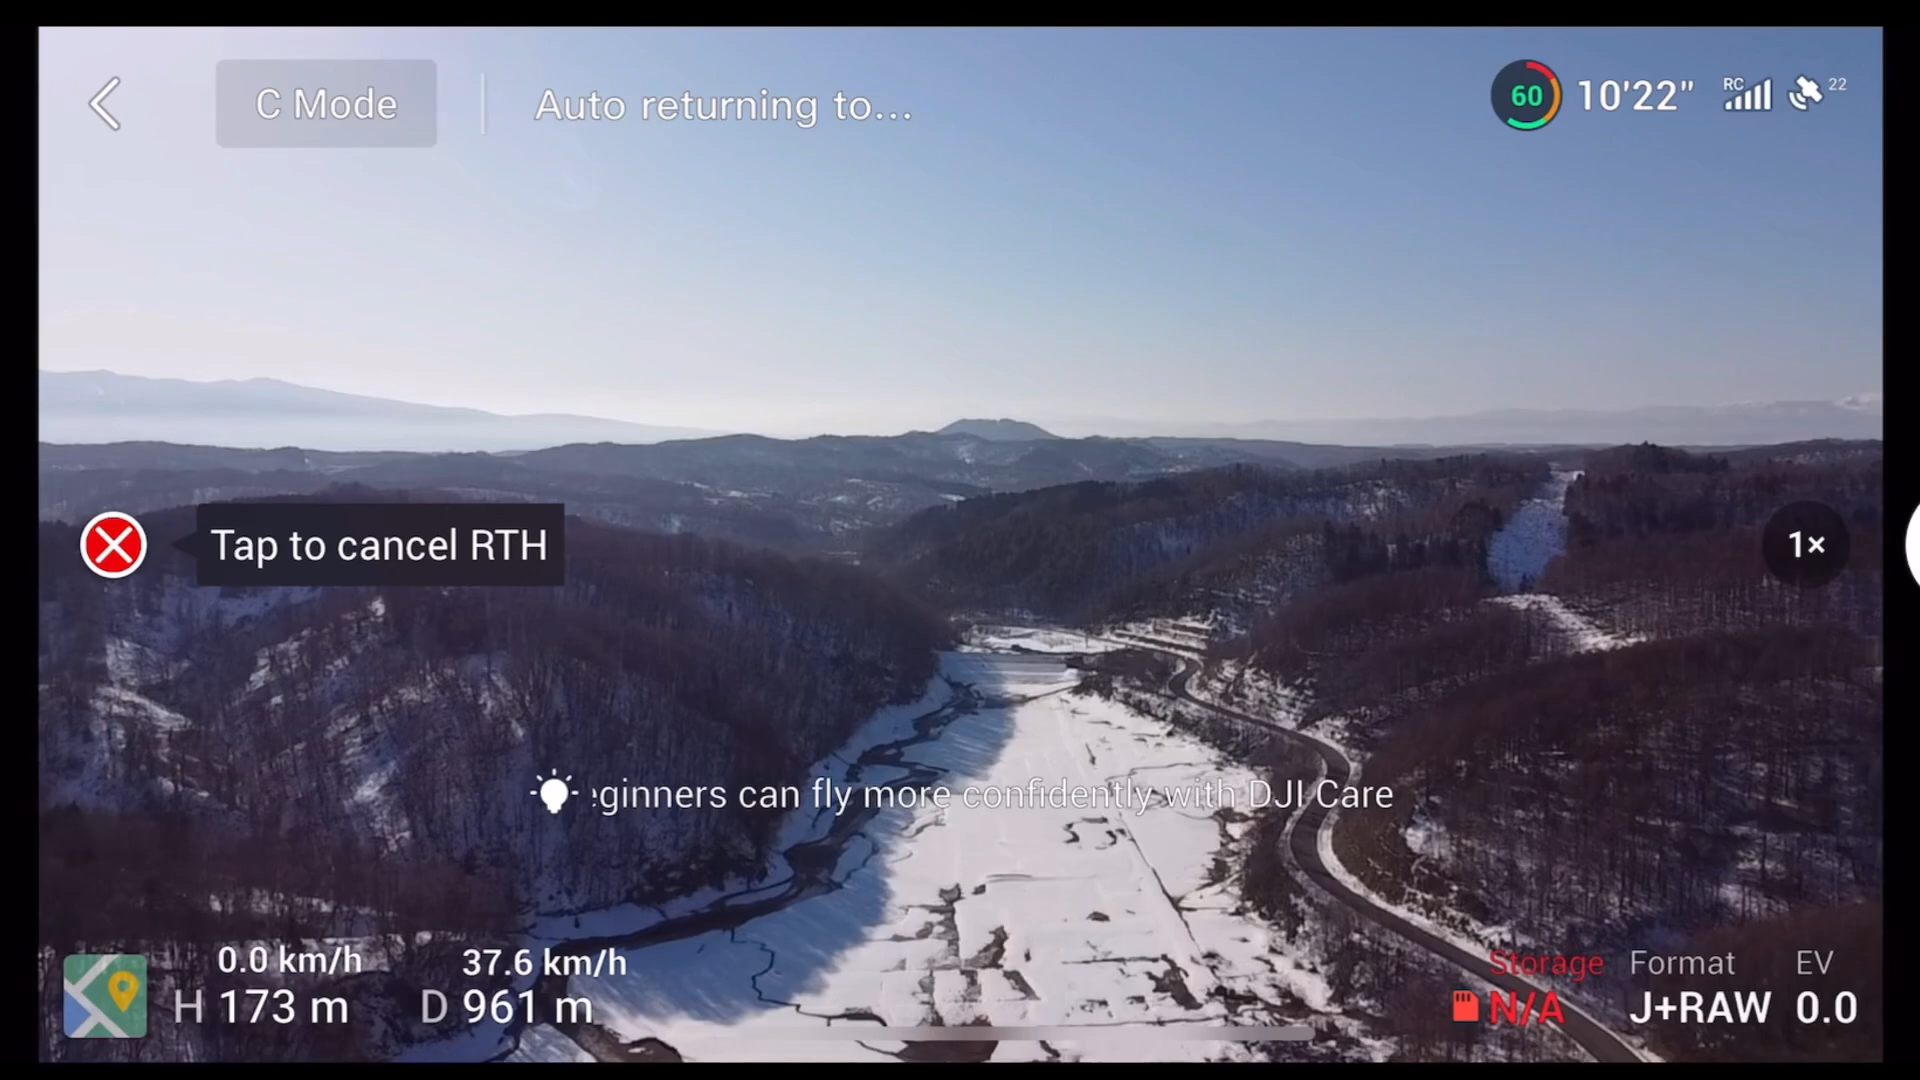 C Mode
Auto returning to...
60
10'22"
RC
22
Tap to cancel RTH
1×
eginners can fly more confidently with DJI Care
0.0 km/h
37.6 km/h
H 173 m
D 961 m
Storage
N/A
Format
J+RAW
EV
0.0